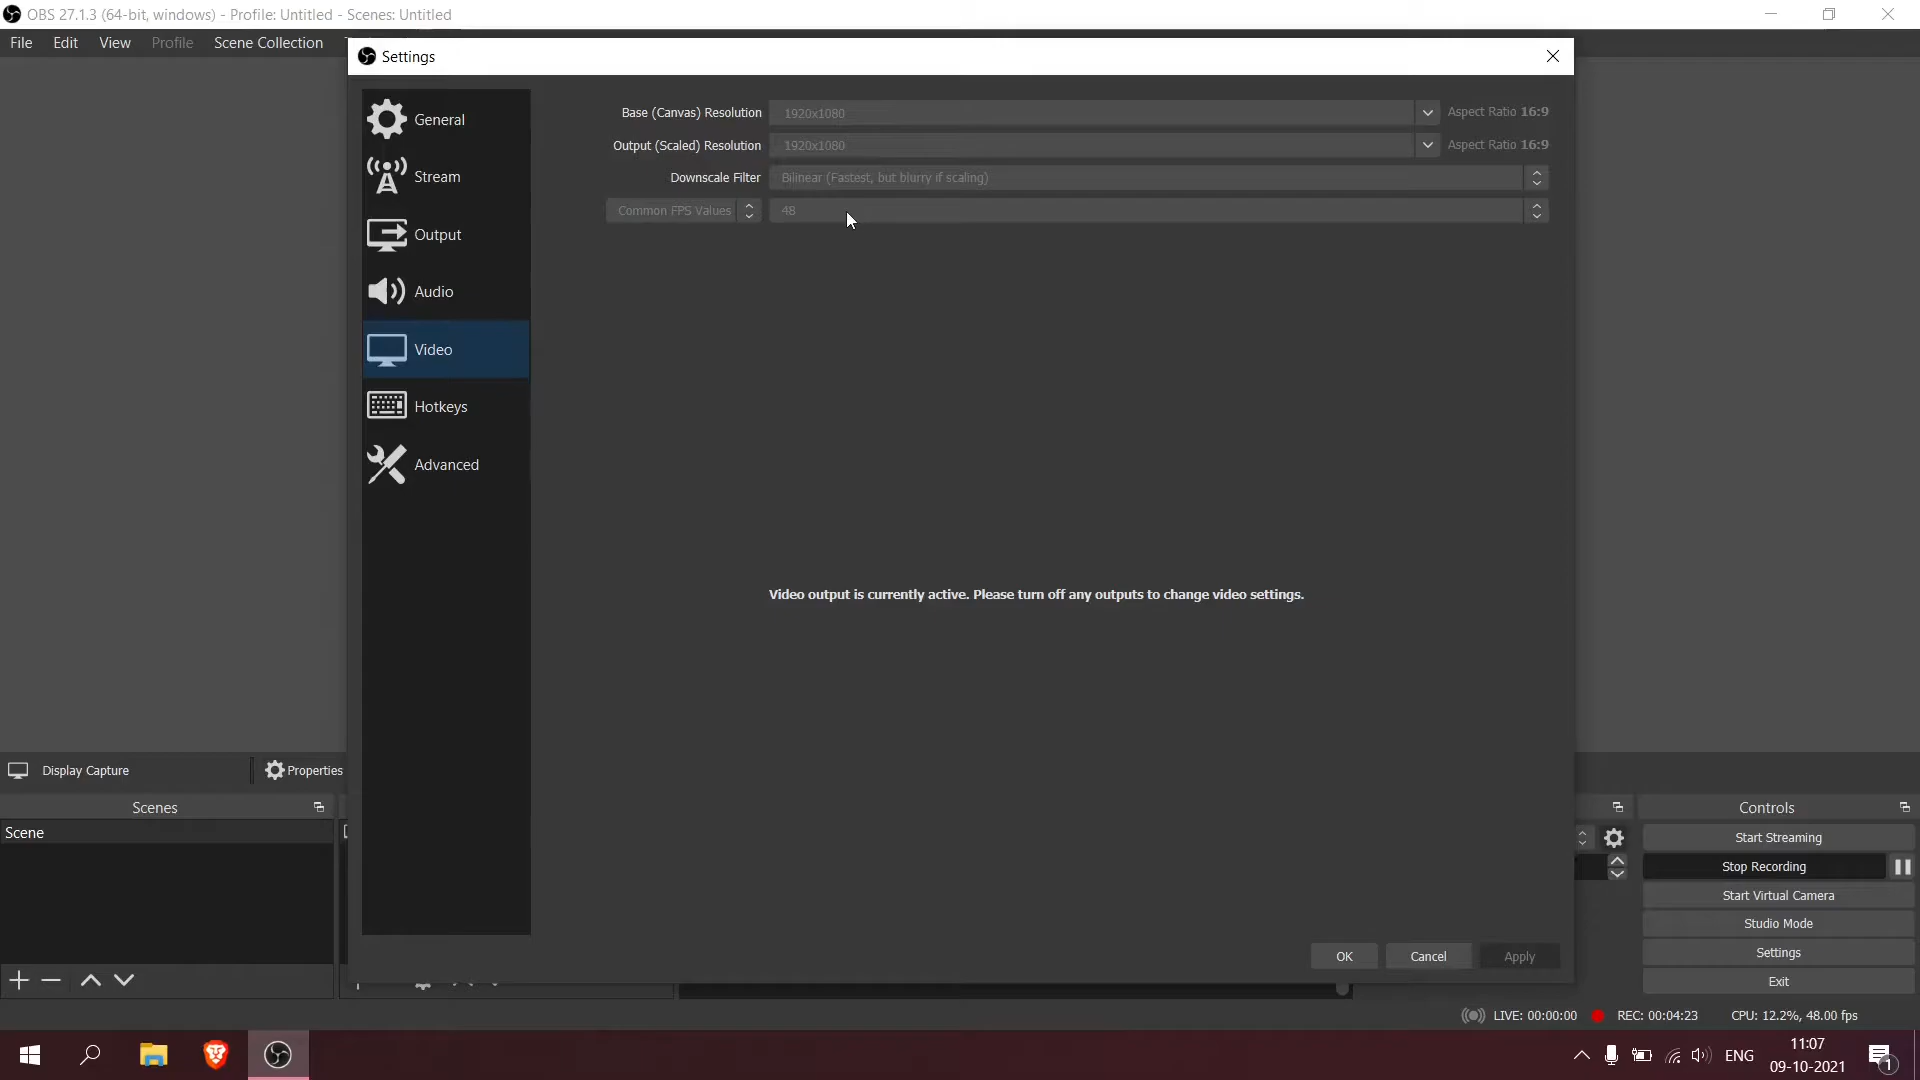 OBS 27.1.3 (64-bit, windows) - Profile: Untitled - Scenes: Untitled
File Edit View Profile Scene Collection
Settings
General
Stream
Output
Audio
Video
Hotkeys
Advanced
Base (Canvas) Resolution 1920x1080 Aspect Ratio 16:9
Output (Scaled) Resolution 1920x1080 Aspect Ratio 16:9
Downscale Filter Bilinear (Fastest, but blurry if scaling)
Common FPS Values 48
Video output is currently active. Please turn off any outputs to change video settings.
OK Cancel Apply
Display Capture Properties
Scenes
Scene
Controls
Start Streaming
Stop Recording
Start Virtual Camera
Studio Mode
Settings
Exit
LIVE: 00:00:00 REC: 00:04:23 CPU: 12.2%, 48.00 fps
ENG
11:07
09-10-2021
1